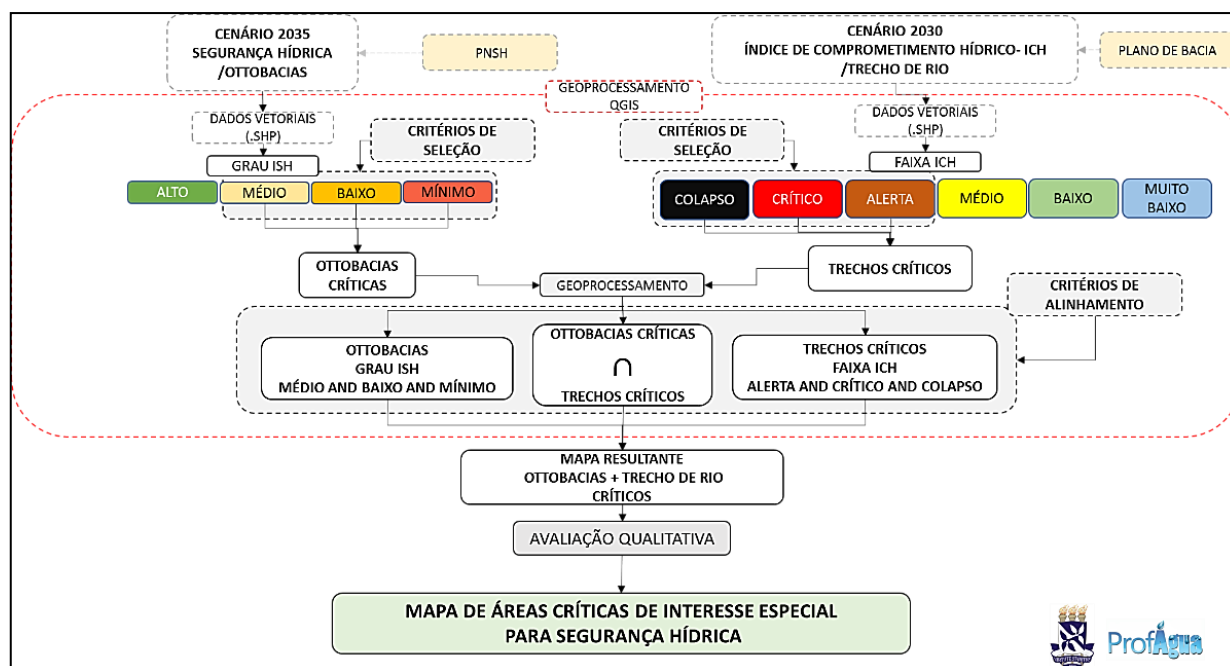 CENÁRIO 2035
SEGURANÇA HÍDRICA
/OTTOBACIAS
PNSH
CENÁRIO 2030
ÍNDICE DE COMPROMETIMENTO HÍDRICO- ICH
/TRECHO DE RIO
PLANO DE BACIA
GEOPROCESSAMENTO
QGIS
DADOS VETORIAIS
(.SHP)
CRITÉRIOS DE
SELEÇÃO
GRAU ISH
ALTO
MÉDIO
BAIXO
MÍNIMO
CRITÉRIOS DE
SELEÇÃO
DADOS VETORIAIS
(.SHP)
FAIXA ICH
COLAPSO
CRÍTICO
ALERTA
MÉDIO
BAIXO
MUITO
BAIXO
OTTOBACIAS
CRÍTICAS
GEOPROCESSAMENTO
TRECHOS CRÍTICOS
CRITÉRIOS DE
ALINHAMENTO
OTTOBACIAS
GRAU ISH
MÉDIO AND BAIXO AND MÍNIMO
OTTOBACIAS CRÍTICAS
∩
TRECHOS CRÍTICOS
TRECHOS CRÍTICOS
FAIXA ICH
ALERTA AND CRÍTICO AND COLAPSO
MAPA RESULTANTE
OTTOBACIAS + TRECHO DE RIO
CRÍTICOS
AVALIAÇÃO QUALITATIVA
MAPA DE ÁREAS CRÍTICAS DE INTERESSE ESPECIAL
PARA SEGURANÇA HÍDRICA
ProfÁgua